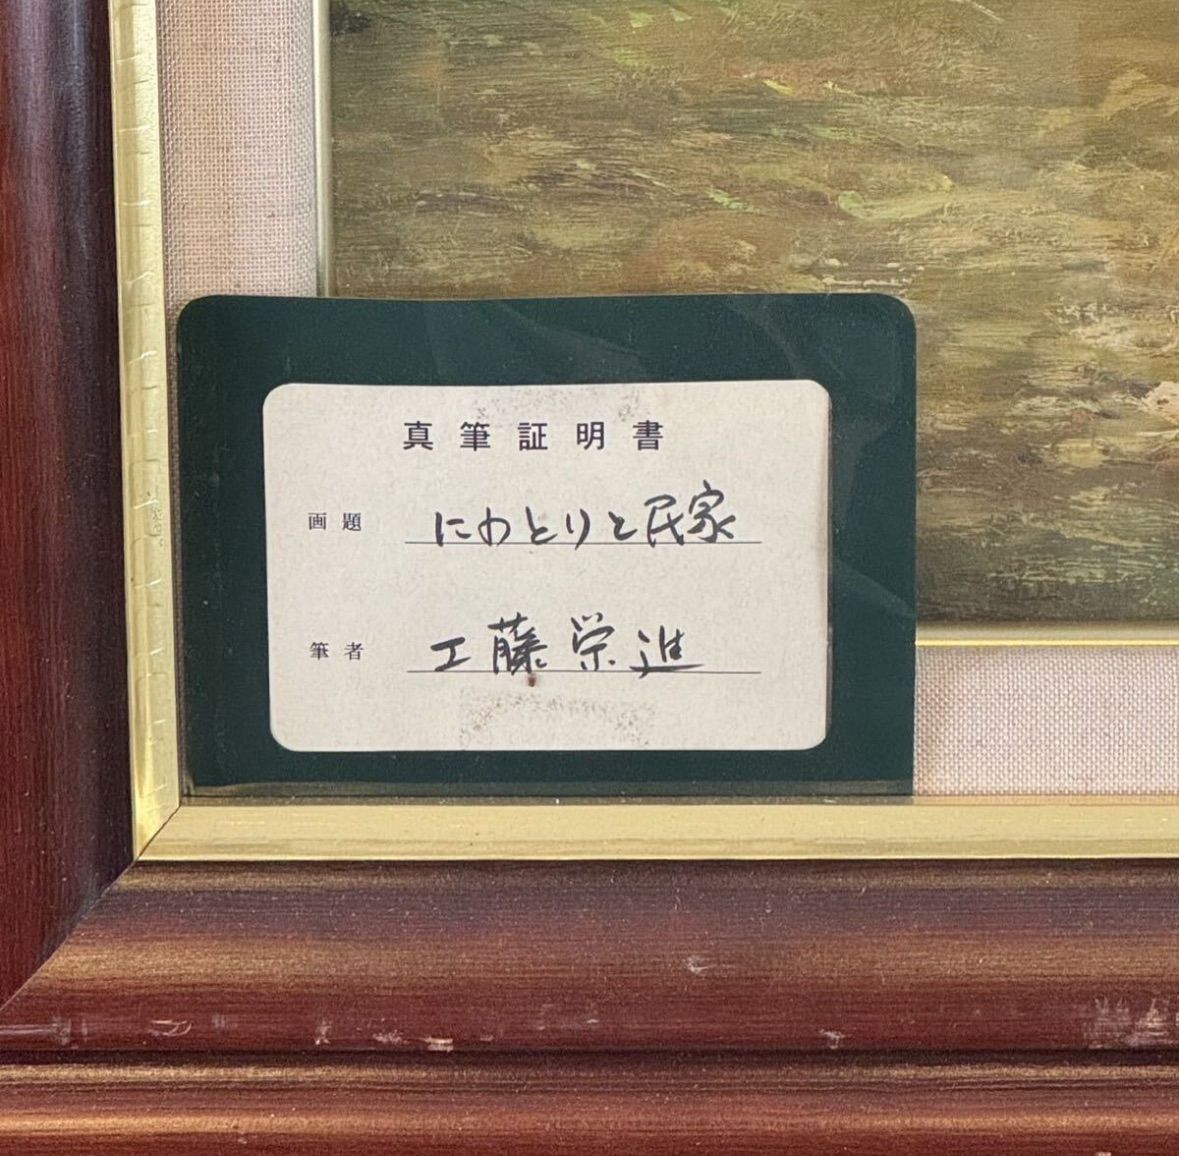 真筆証明書
画題 にわとりと民家
筆者 工藤栄進